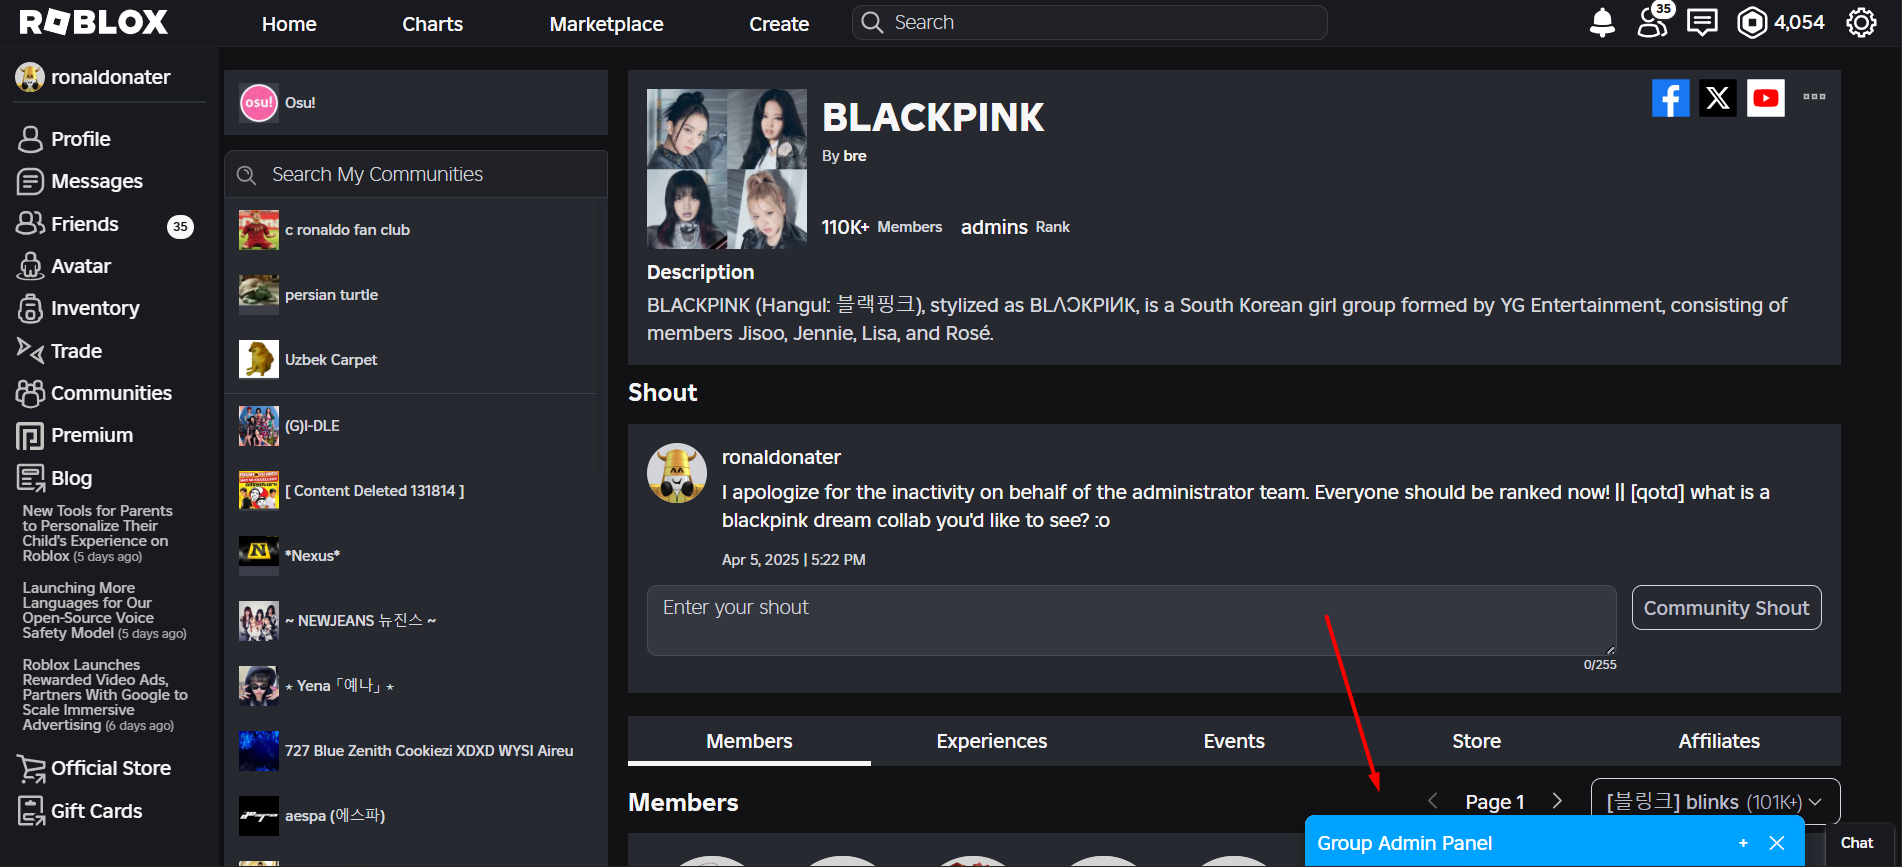 ROBLOX
Home
Charts
Marketplace
Create
Search
35
4,054
ronaldonater
Profile
Messages
Friends
35
Avatar
Inventory
Trade
Communities
Premium
Blog
New Tools for Parents
to Personalize Their
Child's Experience on
Roblox (5 days ago)
Launching More
Languages for Our
Open-Source Voice
Safety Model (5 days ago)
Roblox Launches
Rewarded Video Ads,
Partners With Google to
Scale Immersive
Advertising (6 days ago)
Official Store
Gift Cards
osu!
Osu!
Search My Communities
c ronaldo fan club
persian turtle
Uzbek Carpet
(G)I-DLE
[ Content Deleted 131814 ]
*Nexus*
~ NEWJEANS 뉴진스 ~
⋆ Yena「예나」⋆
727 Blue Zenith Cookiezi XDXD WYSI Aireu
aespa (에스파)
BLACKPINK
By bre
110K+ Members admins Rank
Description
BLACKPINK (Hangul: 블랙핑크), stylized as BLΛƆKPIИK, is a South Korean girl group formed by YG Entertainment, consisting of
members Jisoo, Jennie, Lisa, and Rosé.
Shout
ronaldonater
I apologize for the inactivity on behalf of the administrator team. Everyone should be ranked now! || [qotd] what is a
blackpink dream collab you'd like to see? :o
Apr 5, 2025 | 5:22 PM
Enter your shout
Community Shout
0/255
Members
Experiences
Events
Store
Affiliates
Members
Page 1
[블링크] blinks (101K+)
Group Admin Panel
+
Chat